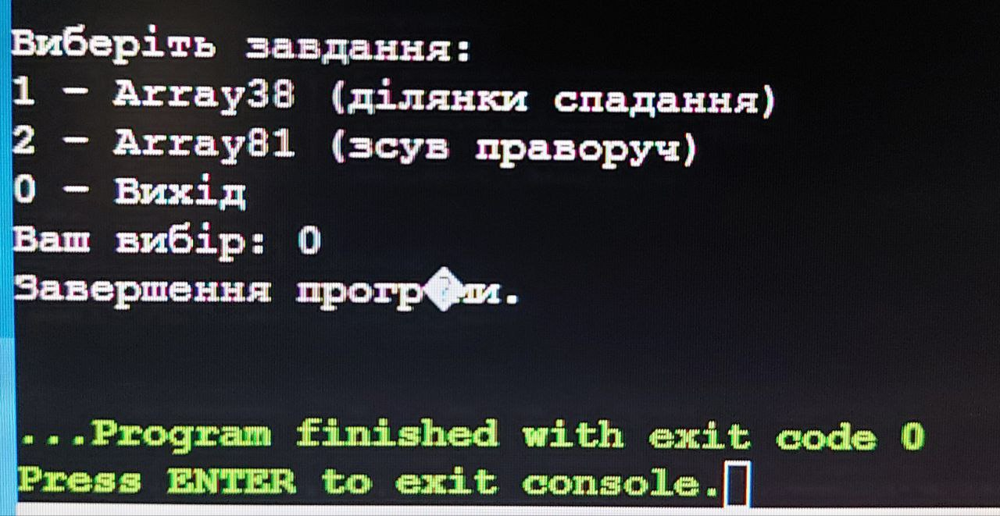 Виберіть завдання:
1 – Array38 (ділянки спадання)
2 – Array81 (зсув праворуч)
0 – Вихід
Ваш вибір: 0
Завершення прогр�ми.
...Program finished with exit code 0
Press ENTER to exit console.